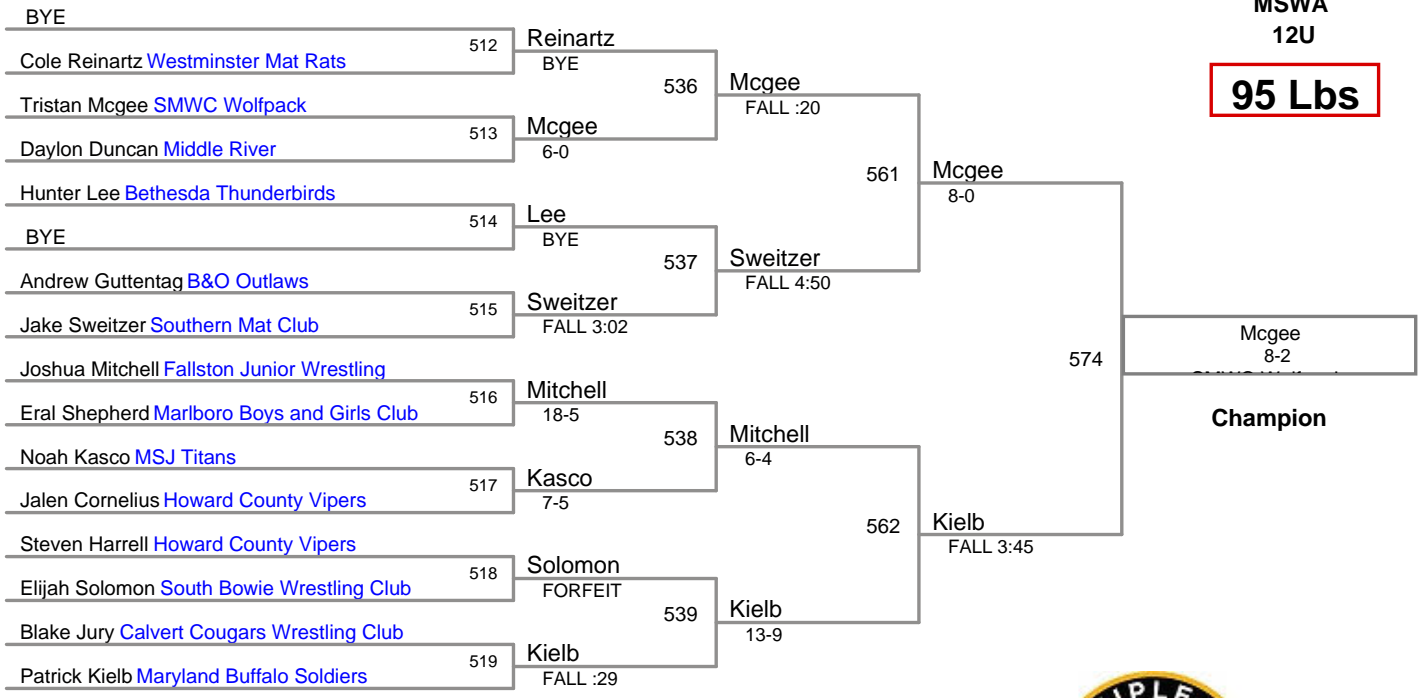 BYE
Cole Reinartz Westminster Mat Rats
Tristan Mcgee SMWC Wolfpack
Daylon Duncan Middle River
Hunter Lee Bethesda Thunderbirds
BYE
Andrew Guttentag B&O Outlaws
Jake Sweitzer Southern Mat Club
Joshua Mitchell Fallston Junior Wrestling
Eral Shepherd Marlboro Boys and Girls Club
Noah Kasco MSJ Titans
Jalen Cornelius Howard County Vipers
Steven Harrell Howard County Vipers
Elijah Solomon South Bowie Wrestling Club
Blake Jury Calvert Cougars Wrestling Club
Patrick Kielb Maryland Buffalo Soldiers
512
513
514
515
516
517
518
519
Reinartz
BYE
Mcgee
6-0
Lee
BYE
Sweitzer
FALL 3:02
Mitchell
18-5
Kasco
7-5
Solomon
FORFEIT
Kielb
FALL :29
536
537
538
539
Mcgee
FALL :20
Sweitzer
FALL 4:50
Mitchell
6-4
Kielb
13-9
561
562
Mcgee
8-0
Kielb
FALL 3:45
574
MSWA
12U
95 Lbs
Mcgee
8-2
Champion
IPLE